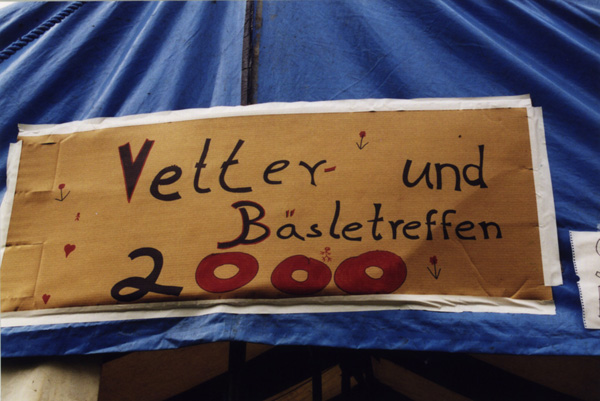 Vetter- und
Bäsletreffen
2000